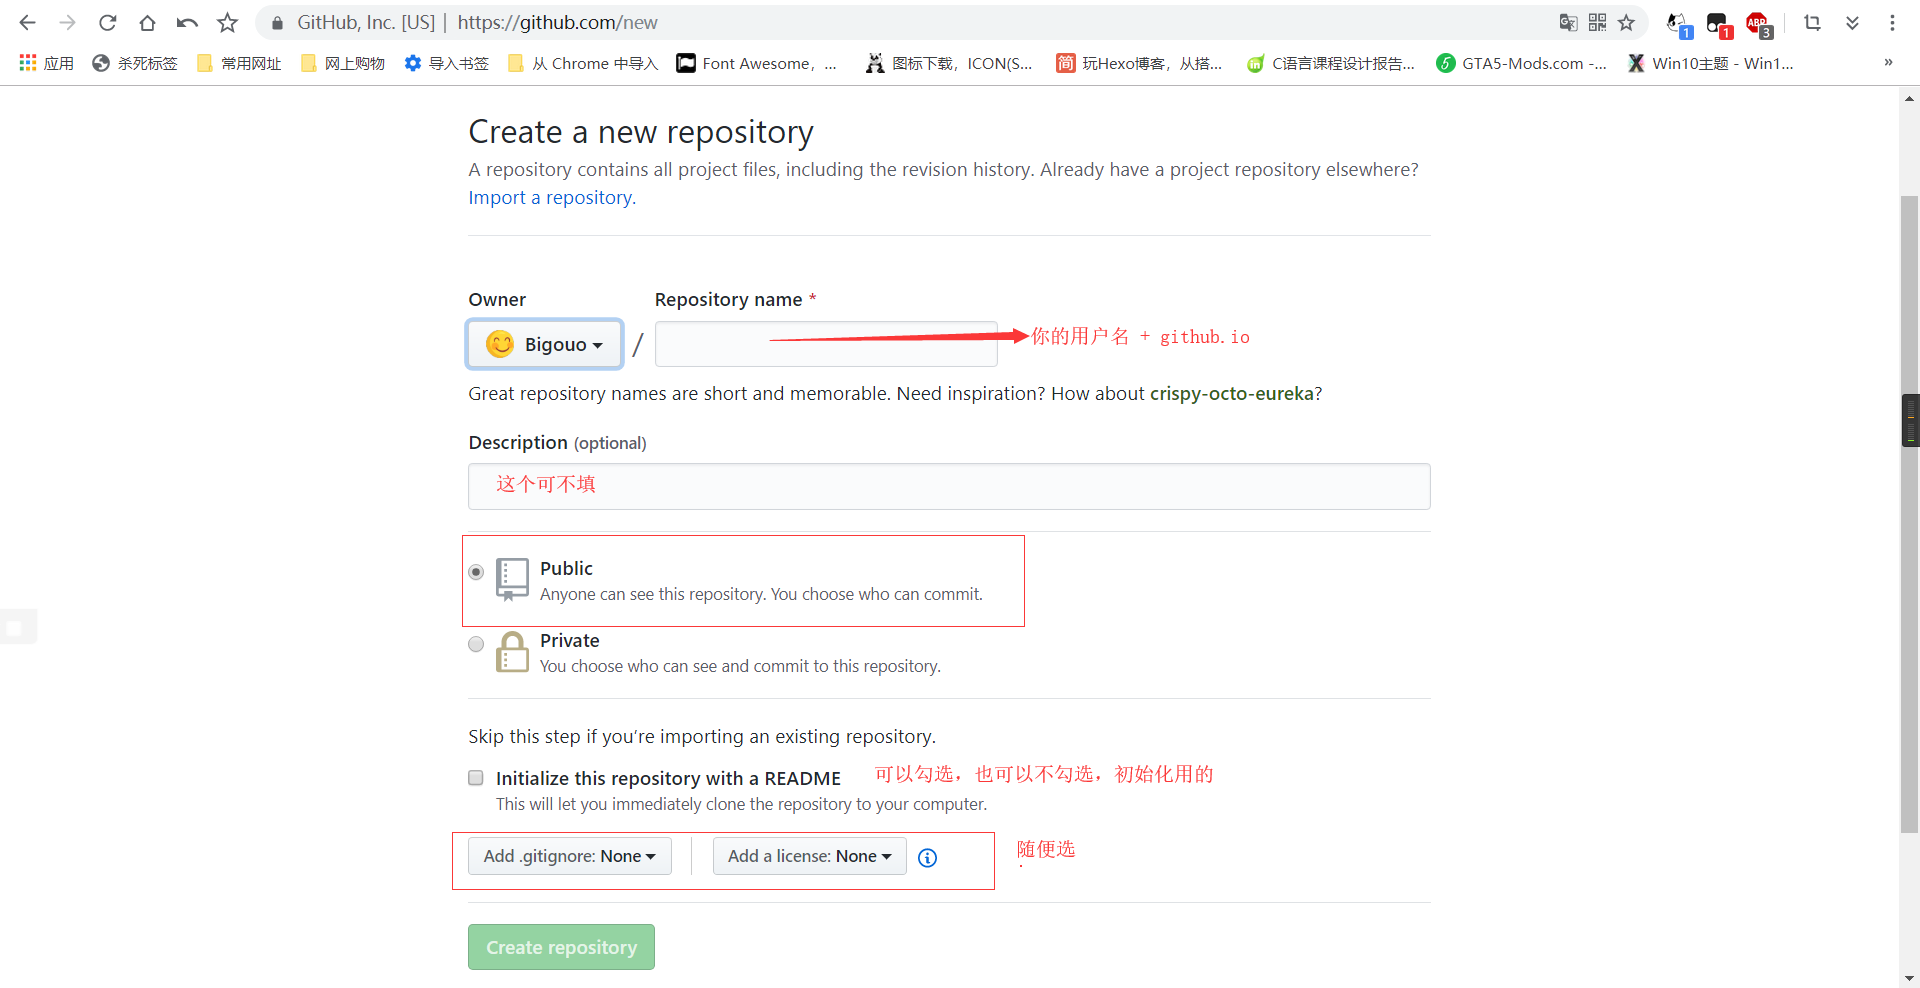 GitHub, Inc. [US] | https://github.com/new
1 1 ABP 3
应用 杀死标签 常用网址 网上购物 导入书签 从 Chrome 中导入 Font Awesome，... 图标下载，ICON(S... 简 玩Hexo博客，从搭... C语言课程设计报告... GTA5-Mods.com -... Win10主题 - Win1... »
Create a new repository
A repository contains all project files, including the revision history. Already have a project repository elsewhere?
Import a repository.
Owner Repository name *
Bigouo / 你的用户名 + github.io
Great repository names are short and memorable. Need inspiration? How about crispy-octo-eureka?
Description (optional)
这个可不填
Public
Anyone can see this repository. You choose who can commit.
Private
You choose who can see and commit to this repository.
Skip this step if you’re importing an existing repository.
Initialize this repository with a README 可以勾选，也可以不勾选，初始化用的
This will let you immediately clone the repository to your computer.
Add .gitignore: None Add a license: None 随便选
Create repository